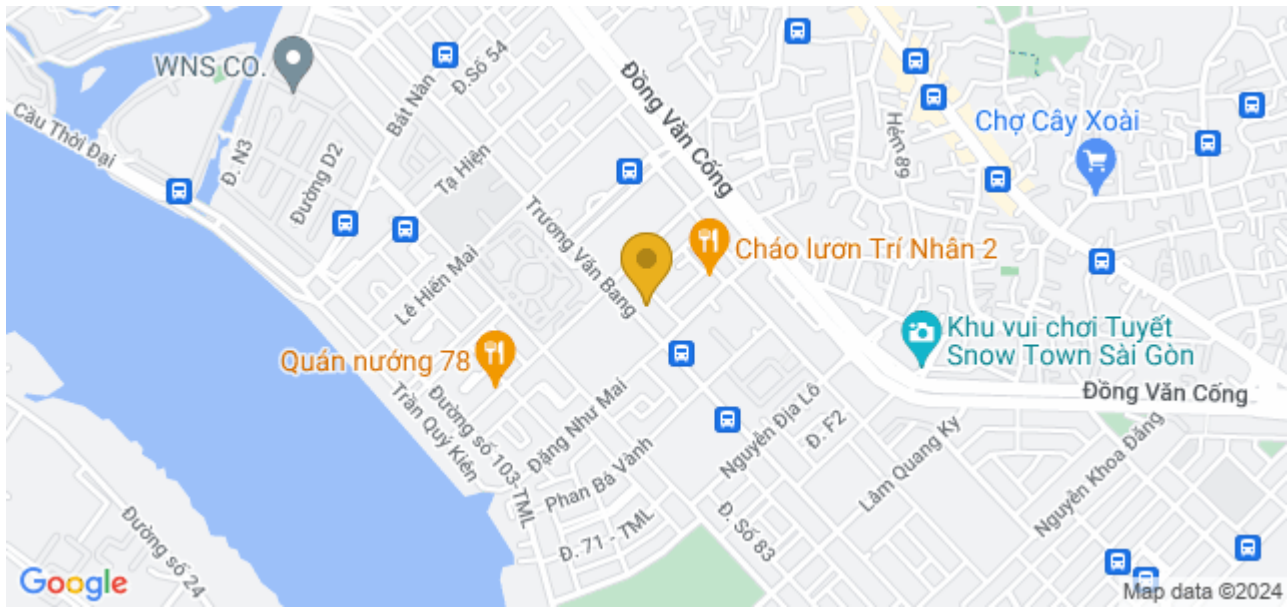 WNS CO.
Đ.Số 54
Bát Nàn
Đồng Văn Cống
Hẻm 89
Chợ Cây Xoài
Cầu Thời Đại
Đ. N3
Đường D2
Tạ Hiện
Trương Văn Bang
Cháo lươn Trí Nhân 2
Lê Hiến Mai
Khu vui chơi Tuyết
Snow Town Sài Gòn
Quán nướng 78
Đồng Văn Cống
Trần Quý Kiên
Đường số 103-TML
Đặng Như Mai
Nguyễn Địa Lô
Đ. F2
Lâm Quang Ky
Nguyễn Khoa Đăng
Phan Bá Vành
Đ. 71 - TML
Đ. Số 83
Đường số 24
Google
Map data ©2024